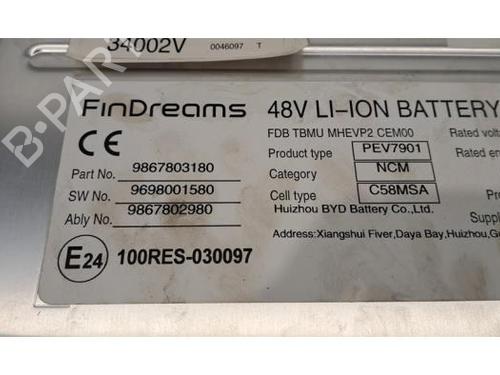 34002V 0046097 T
B-PARTS
FinDreams 48V LI-ION BATTERY
CE
FDB TBMU MHEVP2 CEM00 Rated volt
Product type PEV7901 Rated en
Part No. 9867803180
Category NCM
SW No. 9698001580
Cell type C58MSA
Ably No. 9867802980
Huizhou BYD Battery Co.,Ltd.
Address:Xiangshui Fiver,Daya Bay,Huizhou,Gu
E24 100RES-030097